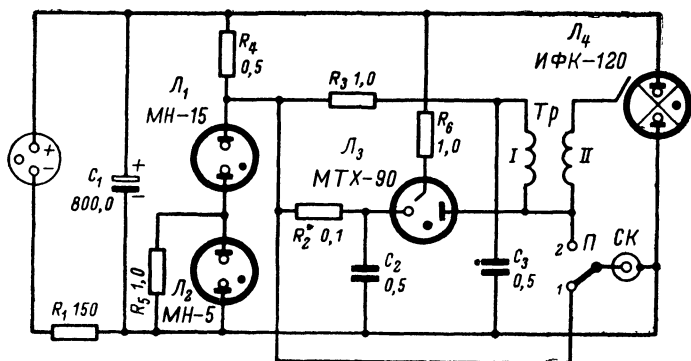 R4
0,5
Л4
ИФК-120
Л1
МН-15
R3 1,0
Тр
Л3
МТХ-90
R6
1,0
I
II
+
−
C1
800,0
+
−
R2* 0,1
C2
0,5
C3
0,5
2
П
СК
1
R5 1,0
Л2
МН-5
R1 150